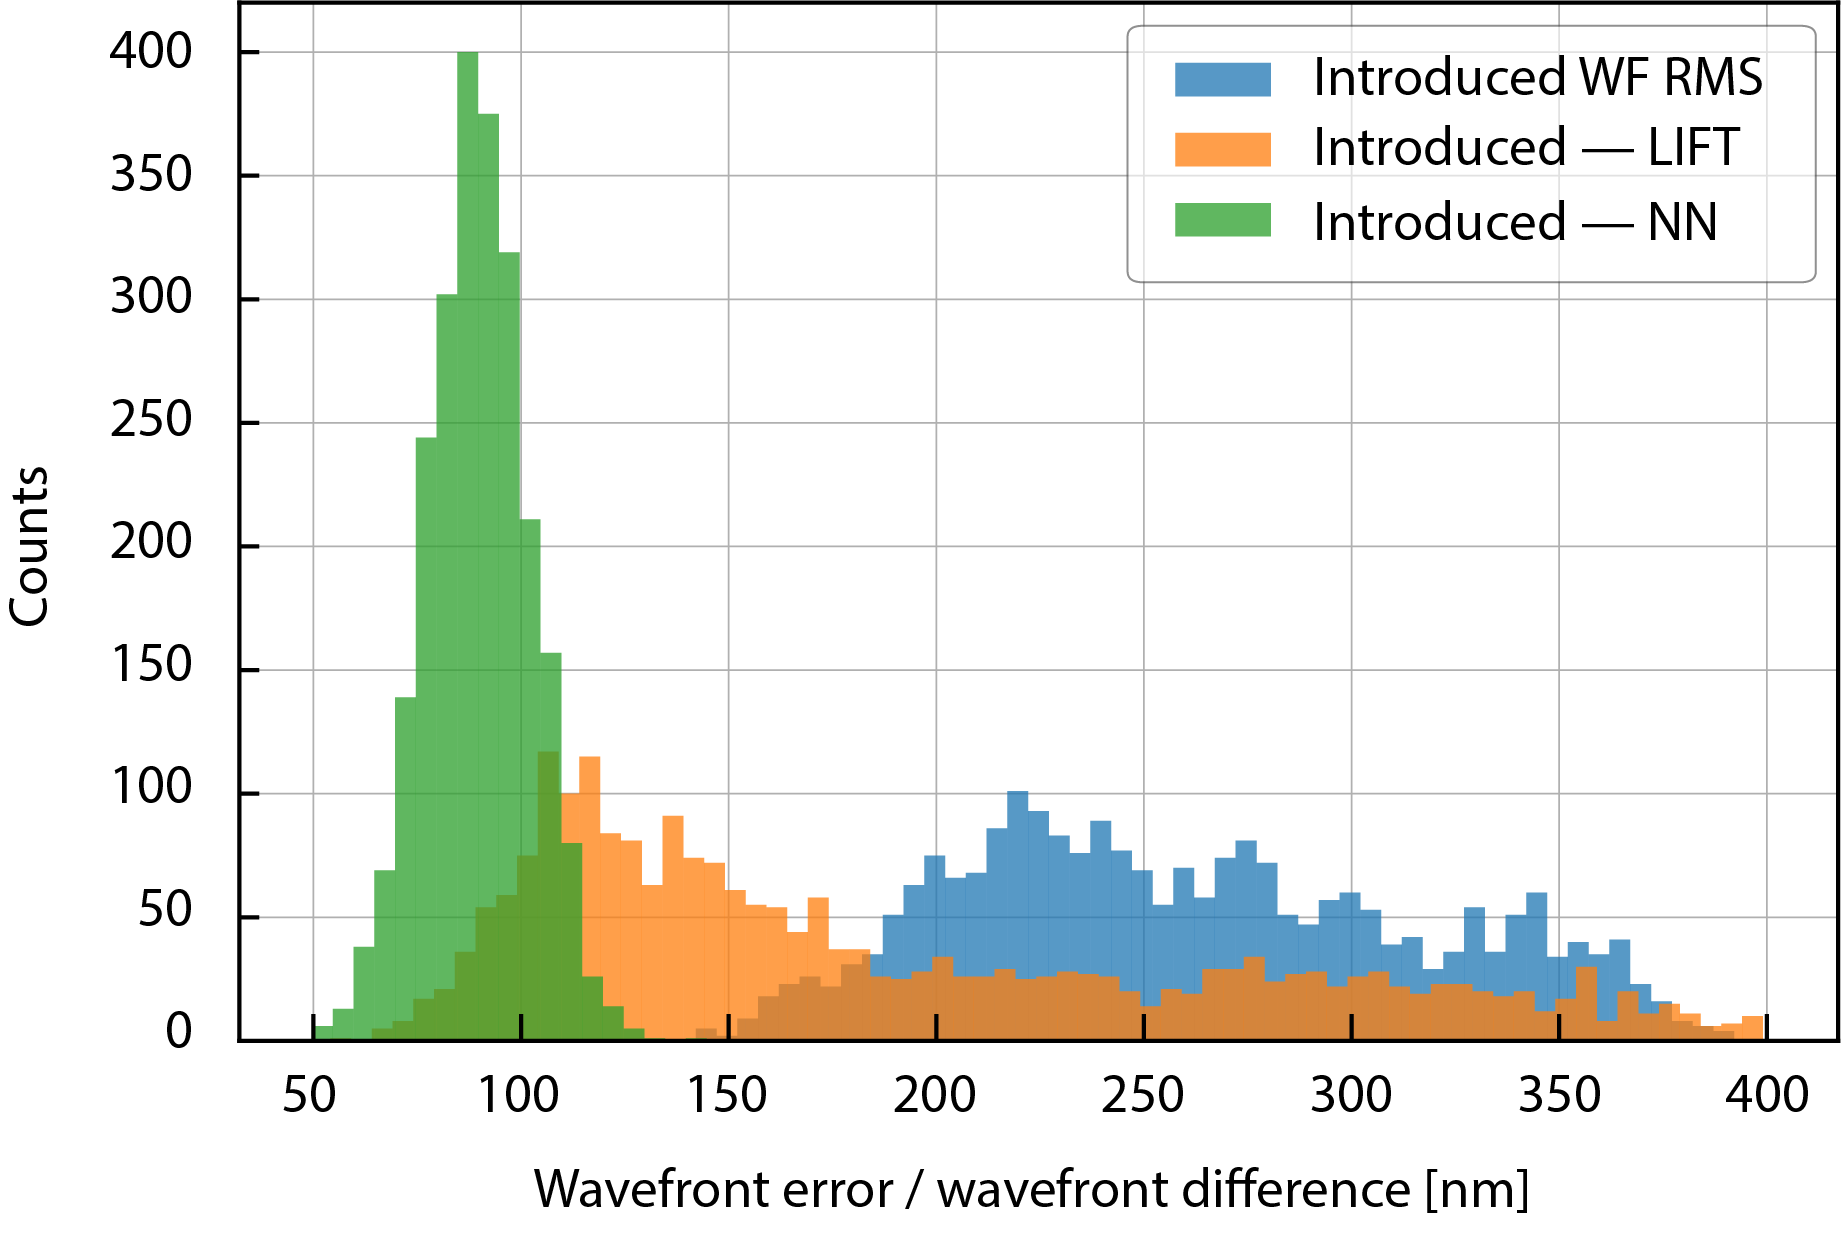 400
350
300
250
200
150
100
50
0
Counts
Introduced WF RMS
Introduced — LIFT
Introduced — NN
50 100 150 200 250 300 350 400
Wavefront error / wavefront difference [nm]